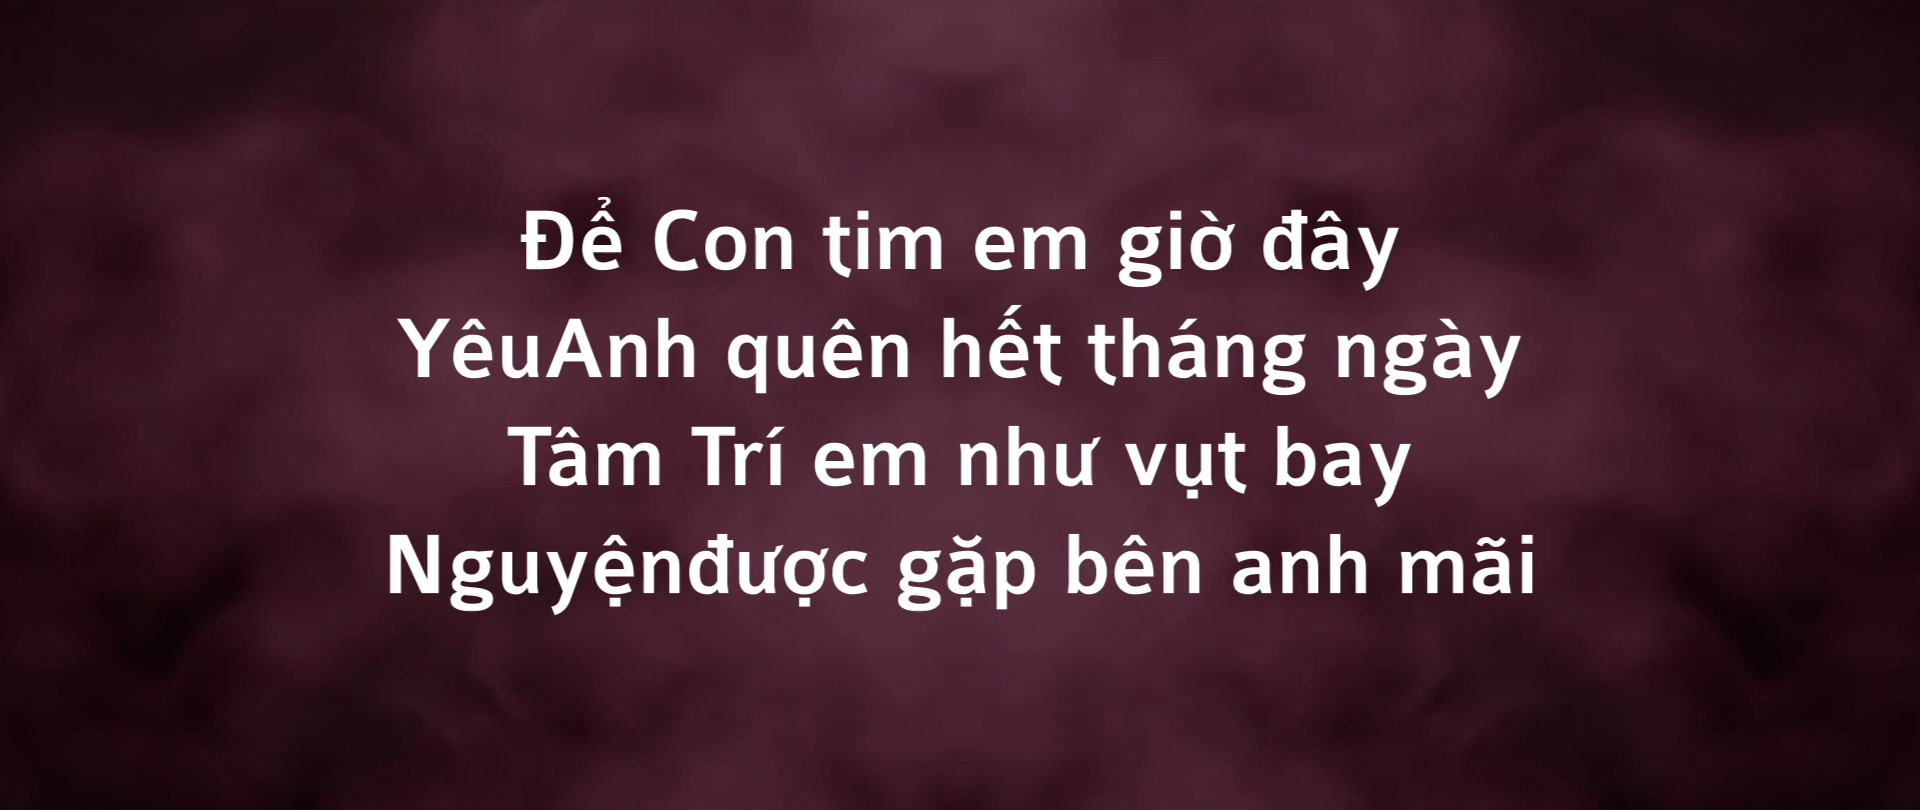 Để Con tim em giờ đây
YêuAnh quên hết tháng ngày
Tâm Trí em như vụt bay
Nguyệnđược gặp bên anh mãi